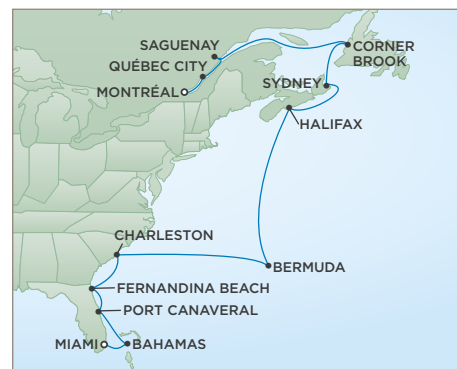 SAGUENAY
CORNER
BROOK
QUÉBEC CITY
MONTRÉAL
SYDNEY
HALIFAX
CHARLESTON
BERMUDA
FERNANDINA BEACH
PORT CANAVERAL
MIAMI
BAHAMAS